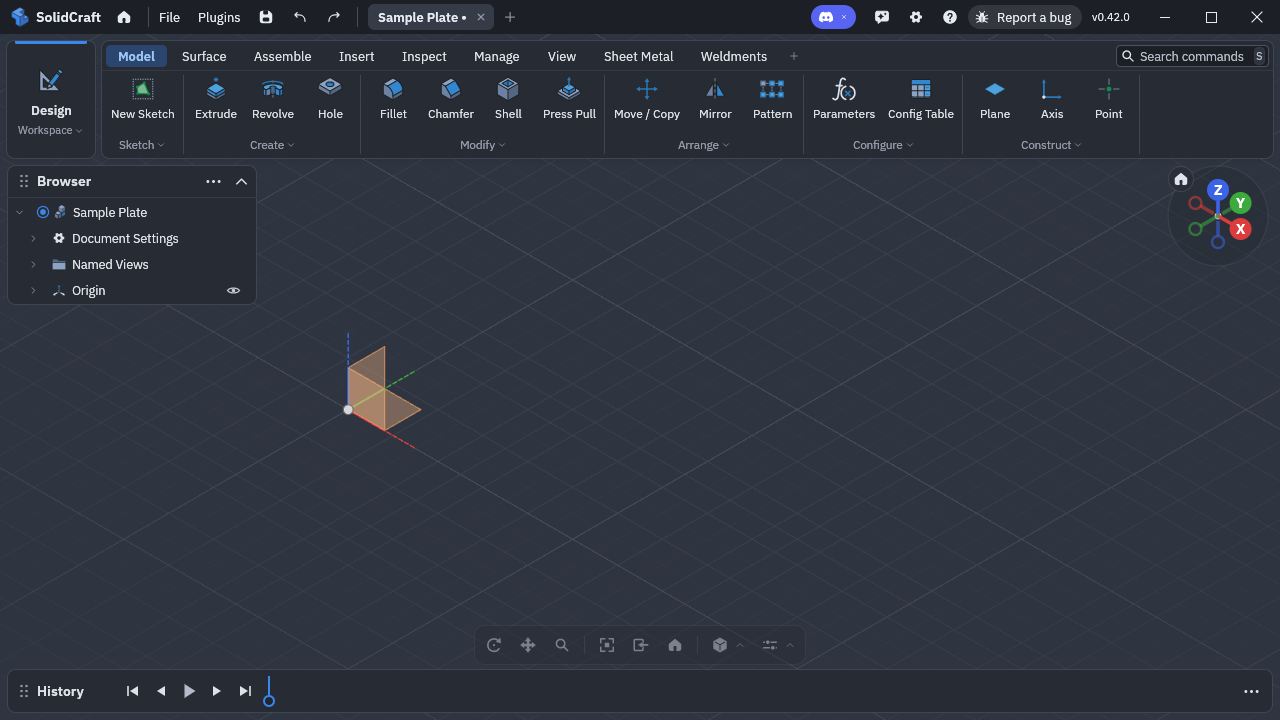 SolidCraft File Plugins Sample Plate • Report a bug v0.42.0
Model Surface Assemble Insert Inspect Manage View Sheet Metal Weldments Search commands S
Design
Workspace
New Sketch Extrude Revolve Hole Fillet Chamfer Shell Press Pull Move / Copy Mirror Pattern Parameters Config Table Plane Axis Point
Sketch Create Modify Arrange Configure Construct
Browser
Sample Plate
Document Settings
Named Views
Origin
Z
Y
X
History